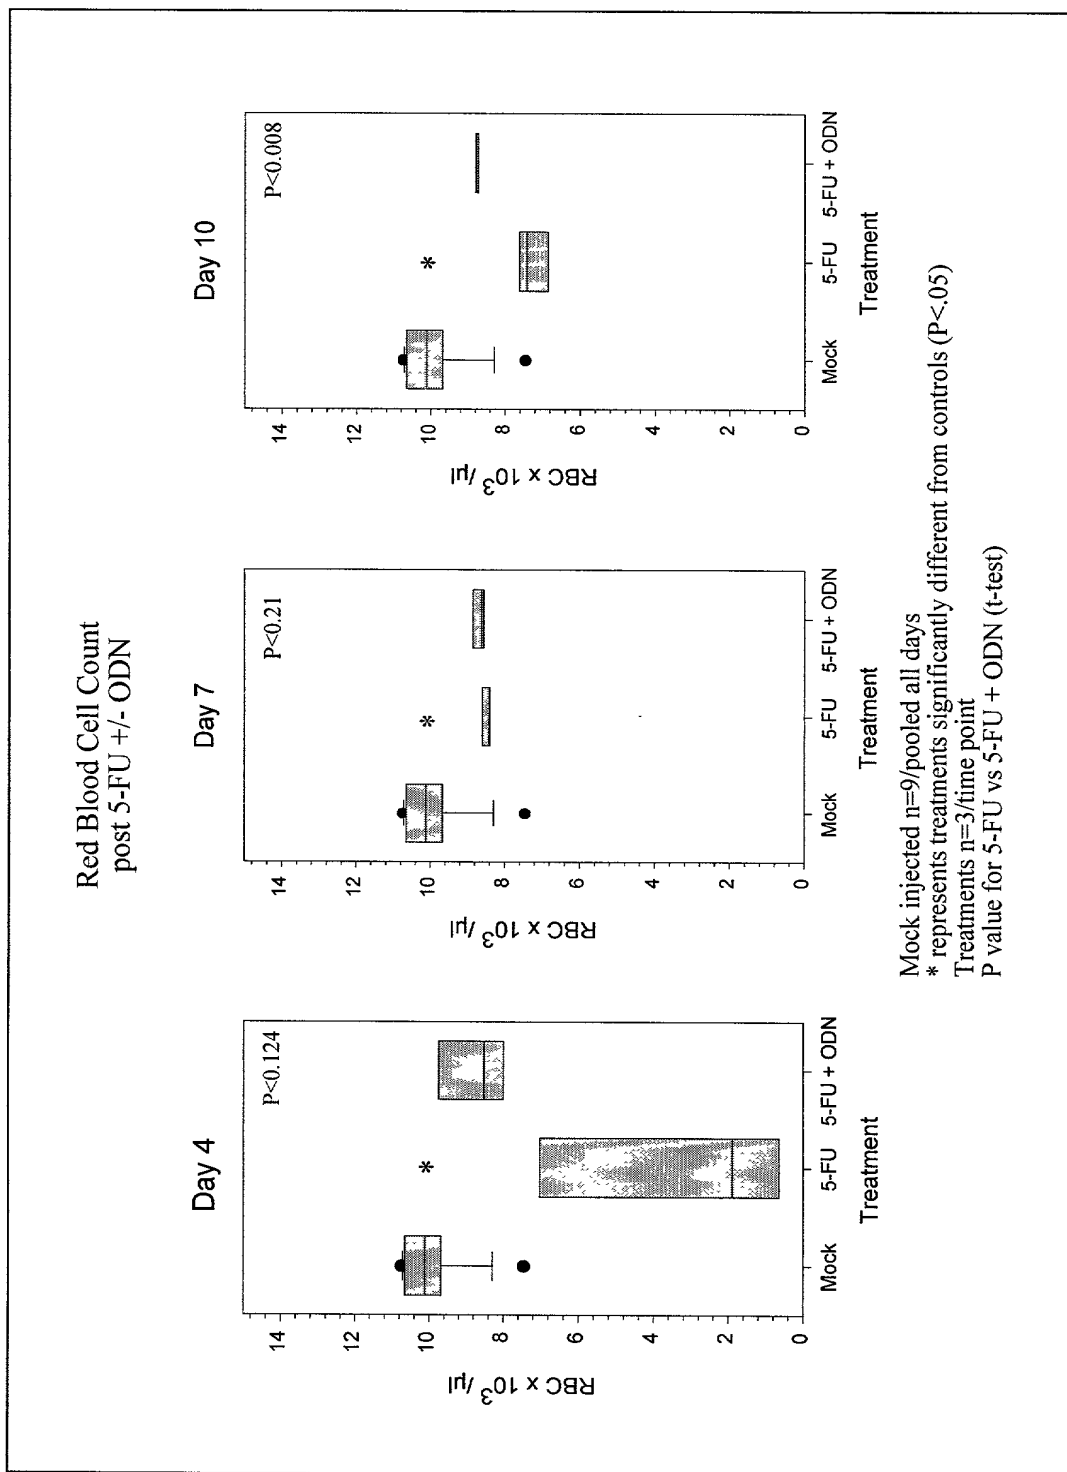 Red Blood Cell Count
post 5-FU +/- ODN
Day 4
P<0.124
RBC x 10³/µl
14
12
10
8
6
4
2
0
*
Mock
5-FU
5-FU + ODN
Treatment
Day 7
P<0.21
RBC x 10³/µl
14
12
10
8
6
4
2
0
*
Mock
5-FU
5-FU + ODN
Treatment
Day 10
P<0.008
RBC x 10³/µl
14
12
10
8
6
4
2
0
*
Mock
5-FU
5-FU + ODN
Treatment
Mock injected n=9/pooled all days
* represents treatments significantly different from controls (P<.05)
Treatments n=3/time point
P value for 5-FU vs 5-FU + ODN (t-test)